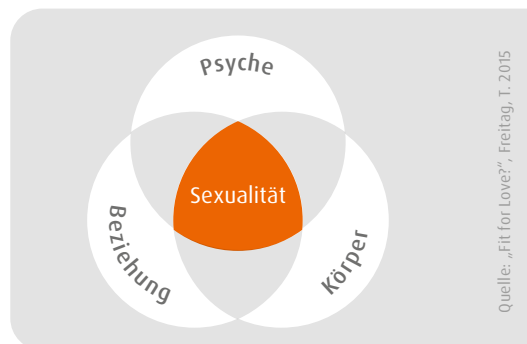 Psyche
Sexualität
Beziehung
Körper
Quelle: „Fit for Love?“, Freitag, T. 2015